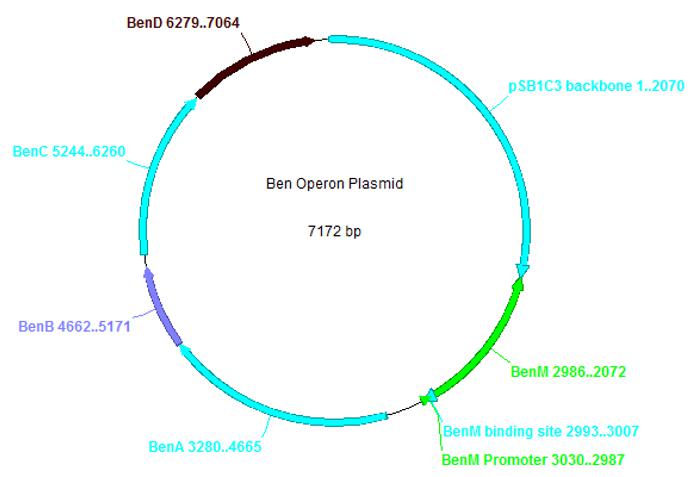 BenD 6279..7064
pSB1C3 backbone 1..2070
BenC 5244..6260
Ben Operon Plasmid
7172 bp
BenB 4662..5171
BenM 2986..2072
BenM binding site 2993..3007
BenA 3280..4665
BenM Promoter 3030..2987